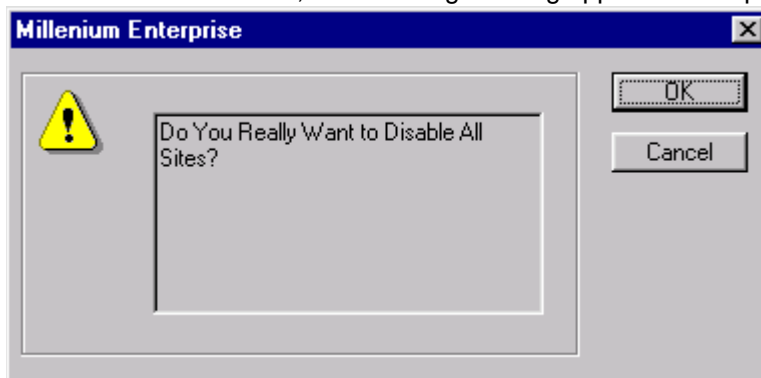 Millenium Enterprise
Do You Really Want to Disable All
Sites?
OK
Cancel